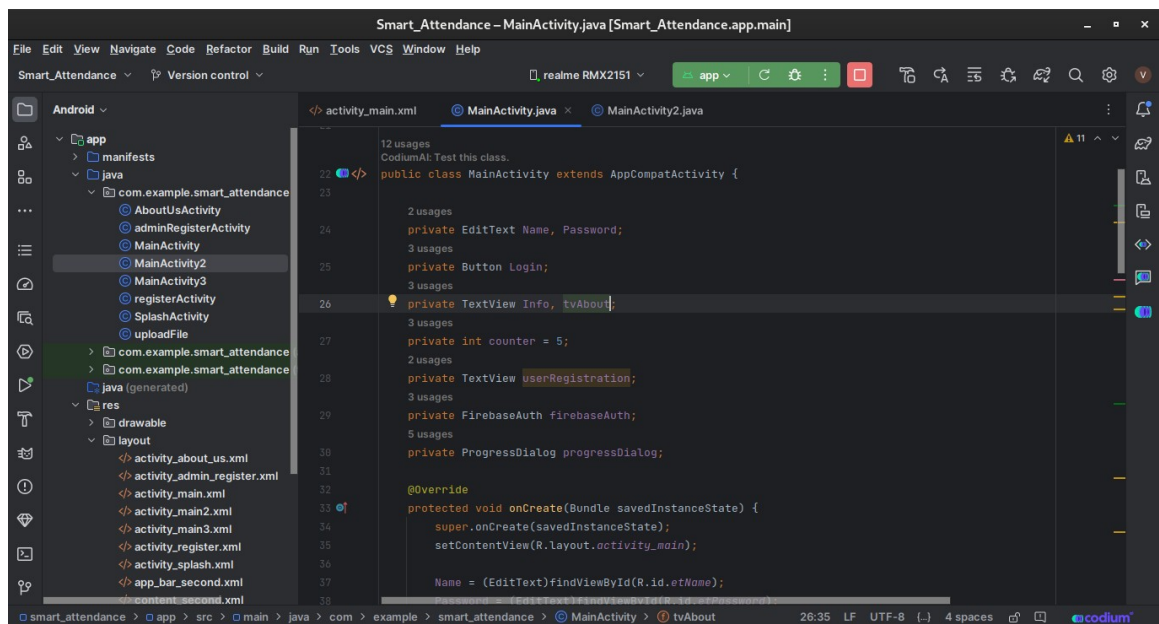 Smart_Attendance – MainActivity.java [Smart_Attendance.app.main]
File Edit View Navigate Code Refactor Build Run Tools VCS Window Help
Smart_Attendance Version control realme RMX2151 app V
Android
app
manifests
java
com.example.smart_attendance
AboutUsActivity
adminRegisterActivity
MainActivity
MainActivity2
MainActivity3
registerActivity
SplashActivity
uploadFile
com.example.smart_attendance
com.example.smart_attendance
java (generated)
res
drawable
layout
activity_about_us.xml
activity_admin_register.xml
activity_main.xml
activity_main2.xml
activity_main3.xml
activity_register.xml
activity_splash.xml
app_bar_second.xml
content_second.xml
activity_main.xml MainActivity.java MainActivity2.java
11
12 usages
CodiumAI: Test this class.
22 public class MainActivity extends AppCompatActivity {
23
2 usages
24 private EditText Name, Password;
3 usages
25 private Button Login;
3 usages
26 private TextView Info, tvAbout;
3 usages
27 private int counter = 5;
2 usages
28 private TextView userRegistration;
3 usages
29 private FirebaseAuth firebaseAuth;
5 usages
30 private ProgressDialog progressDialog;
31
32 @Override
33 protected void onCreate(Bundle savedInstanceState) {
34 super.onCreate(savedInstanceState);
35 setContentView(R.layout.activity_main);
36
37 Name = (EditText)findViewById(R.id.etName);
38 Password = (EditText)findViewById(R.id.etPassword);
smart_attendance > app > src > main > java > com > example > smart_attendance > MainActivity > tvAbout 26:35 LF UTF-8 {..} 4 spaces codium